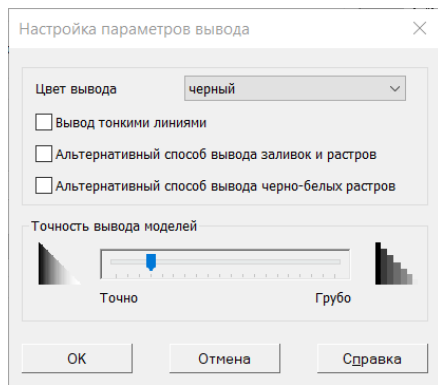 Настройка параметров вывода
Цвет вывода черный
Вывод тонкими линиями
Альтернативный способ вывода заливок и растров
Альтернативный способ вывода черно-белых растров
Точность вывода моделей
Точно Грубо
ОК Отмена Справка